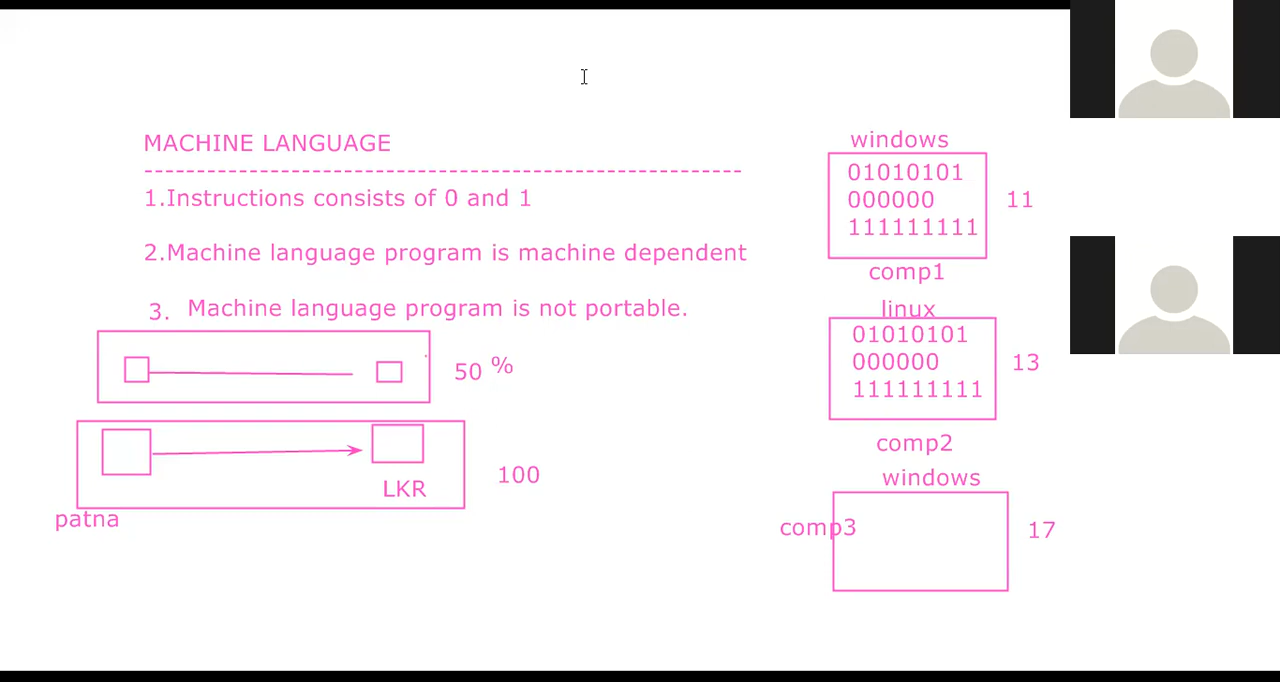 MACHINE LANGUAGE
---------------------------------------------------------
1.Instructions consists of 0 and 1
2.Machine language program is machine dependent
3. Machine language program is not portable.
50 %
LKR
100
patna
windows
01010101
000000
111111111
11
comp1
linux
01010101
000000
111111111
13
comp2
windows
comp3
17